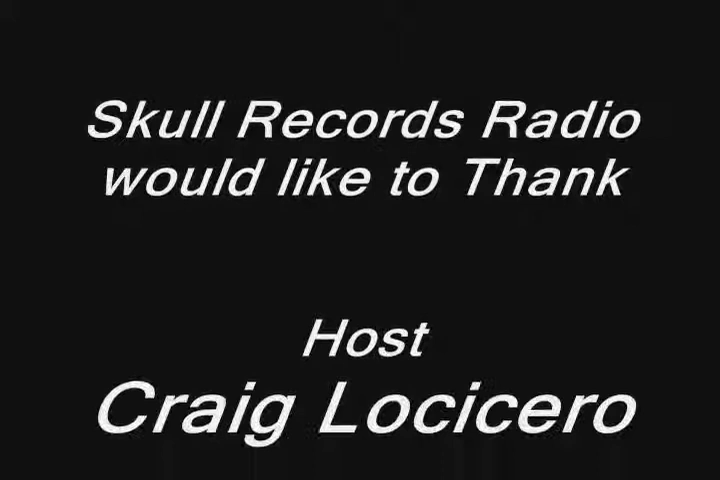 Skull Records Radio
would like to Thank
Host
Craig Locicero